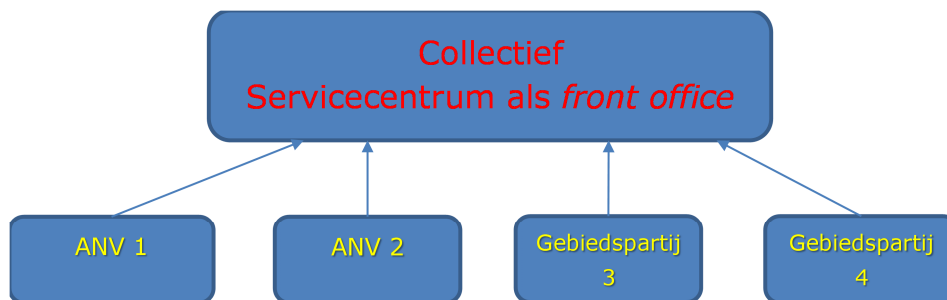 Collectief
Servicecentrum als front office
ANV 1
ANV 2
Gebiedspartij
3
Gebiedspartij
4